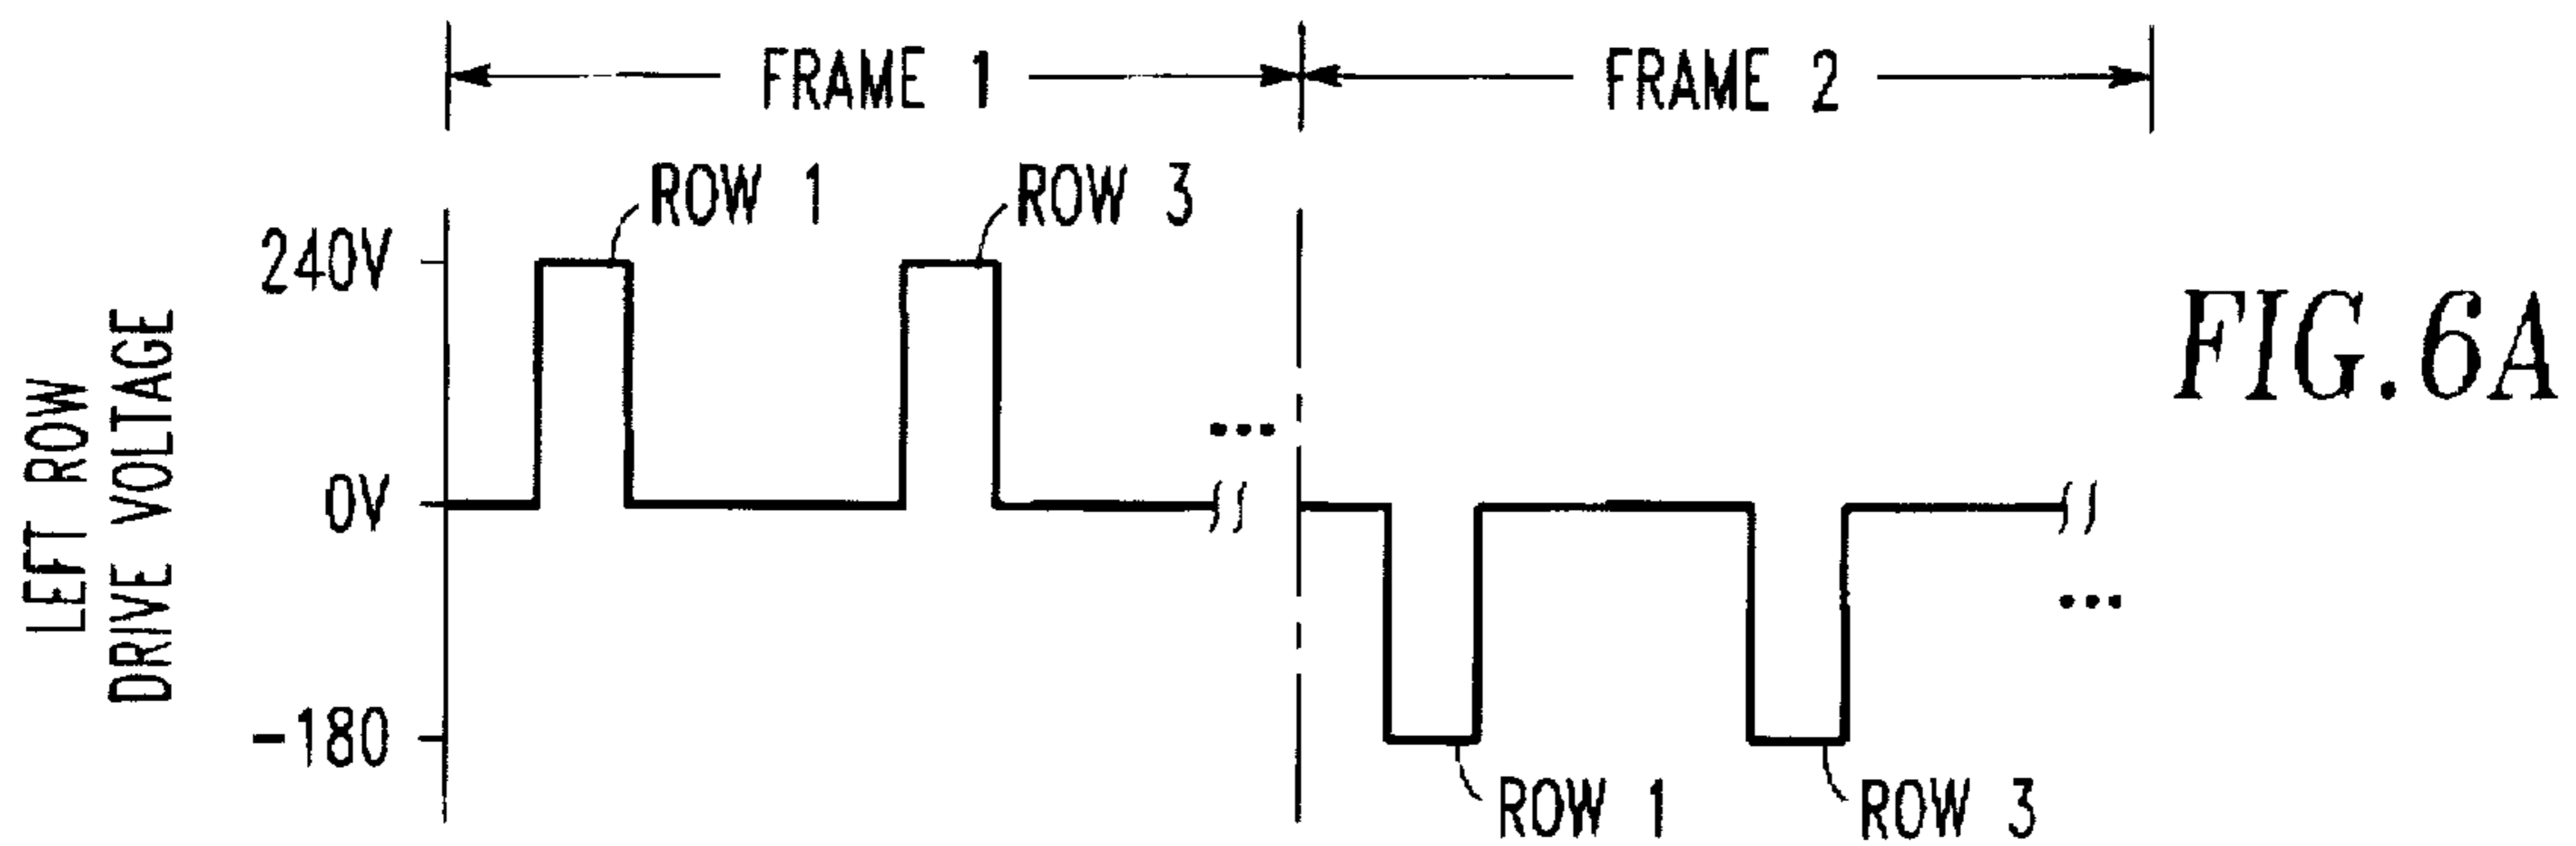 FRAME 1
FRAME 2
ROW 1
ROW 3
240V
0V
-180
LEFT ROW
DRIVE VOLTAGE
...
...
ROW 1
ROW 3
FIG.6A